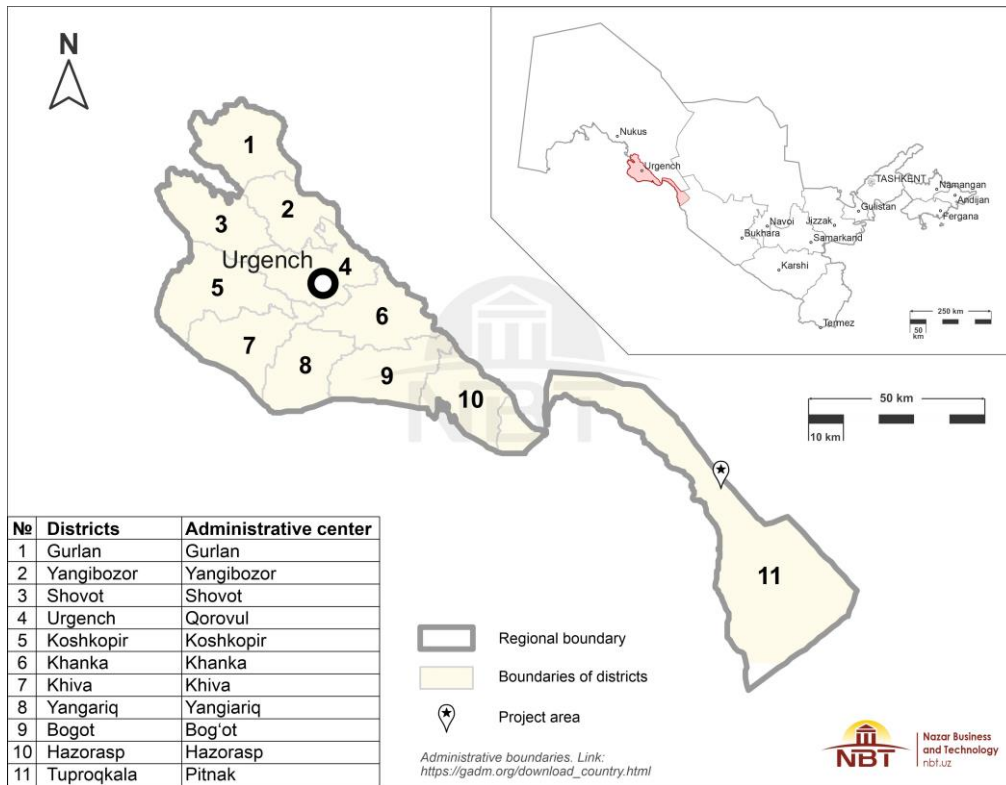 N
1
2
3
Urgench
4
5
6
7
8
9
10
11
NBT
Nukus
Urgench
TASHKENT
Namangan
Andijan
Fergana
Gulistan
Navoi
Jizzak
Bukhara
Samarkand
Karshi
Termez
250 km
50 km
50 km
10 km
№ Districts Administrative center
1 Gurlan Gurlan
2 Yangibozor Yangibozor
3 Shovot Shovot
4 Urgench Qorovul
5 Koshkopir Koshkopir
6 Khanka Khanka
7 Khiva Khiva
8 Yangariq Yangiariq
9 Bogot Bog‘ot
10 Hazorasp Hazorasp
11 Tuproqkala Pitnak
Regional boundary
Boundaries of districts
Project area
Administrative boundaries. Link:
https://gadm.org/download_country.html
NBT
Nazar Business
and Technology
nbt.uz